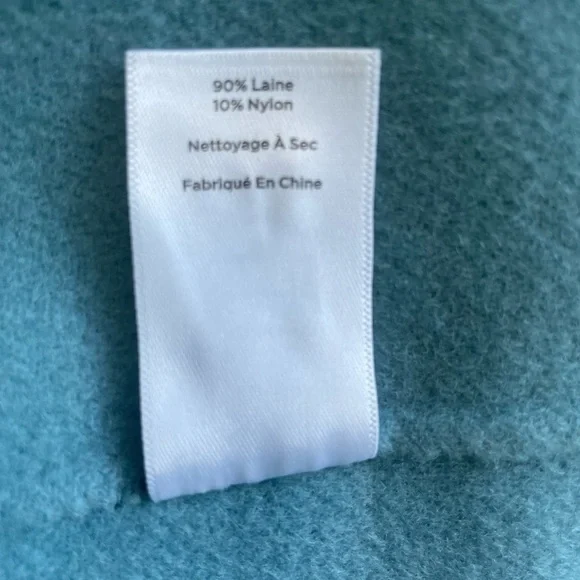 90% Laine
10% Nylon
Nettoyage À Sec
Fabriqué En Chine